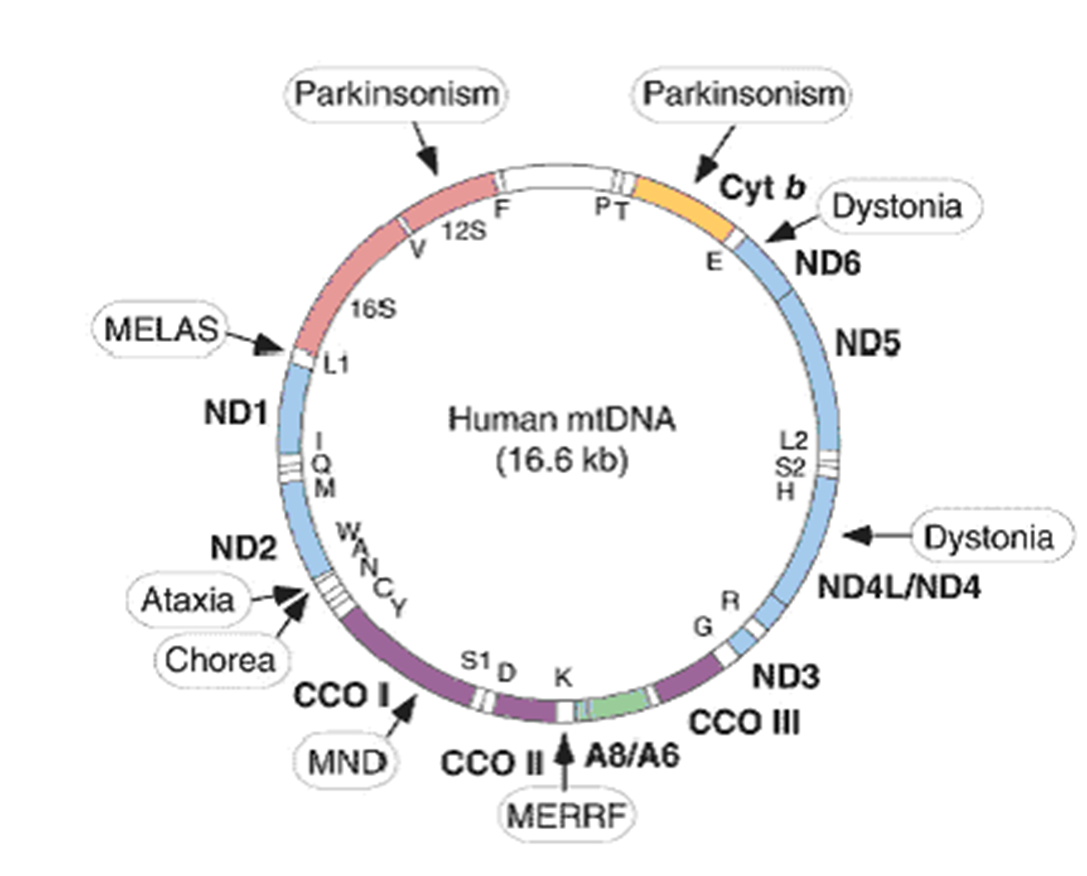 Parkinsonism
Parkinsonism
Cyt b
Dystonia
F
P T
12S
V
E
ND6
16S
MELAS
L1
ND5
ND1
Human mtDNA
(16.6 kb)
I
Q
M
L2
S2
H
ND2
W
A
N
C
Y
Dystonia
ND4L/ND4
Ataxia
Chorea
R
G
S1 D
K
ND3
CCO I
CCO III
MND
CCO II
A8/A6
MERRF